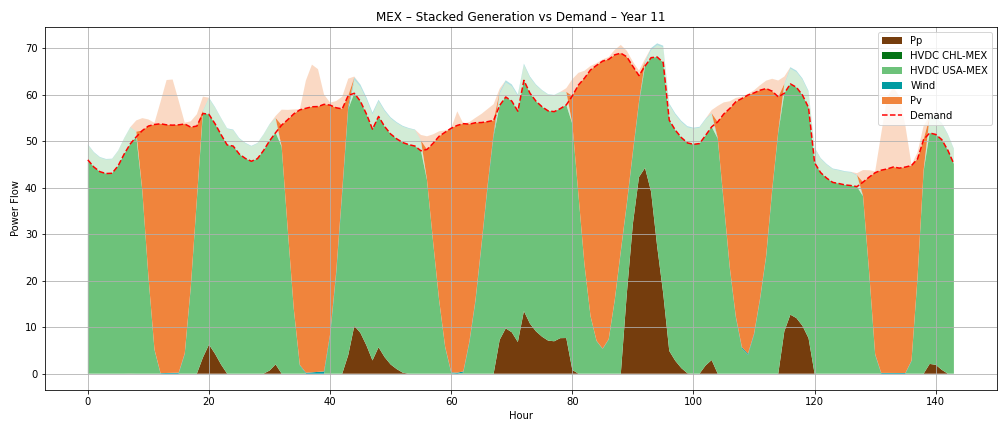 MEX – Stacked Generation vs Demand – Year 11
Pp
HVDC CHL-MEX
HVDC USA-MEX
Wind
Pv
Demand
Power Flow
70
60
50
40
30
20
10
0
0 20 40 60 80 100 120 140
Hour